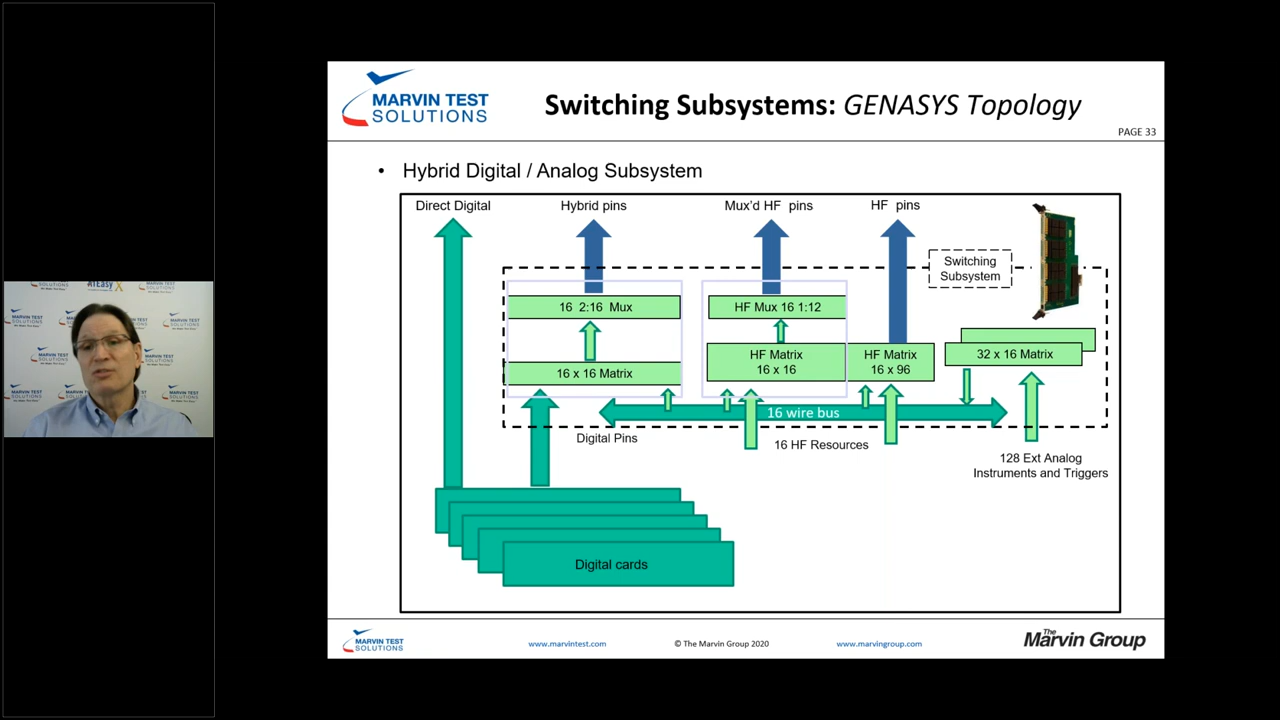 MARVIN TEST
SOLUTIONS
Switching Subsystems: GENASYS Topology
PAGE 33
• Hybrid Digital / Analog Subsystem
Direct Digital
Hybrid pins
Mux'd HF pins
HF pins
Switching
Subsystem
16 2:16 Mux
HF Mux 16 1:12
16 x 16 Matrix
HF Matrix
16 x 16
HF Matrix
16 x 96
32 x 16 Matrix
16 wire bus
Digital Pins
16 HF Resources
128 Ext Analog
Instruments and Triggers
Digital cards
MARVIN TEST
SOLUTIONS
www.marvintest.com
© The Marvin Group 2020
www.marvingroup.com
The
Marvin Group